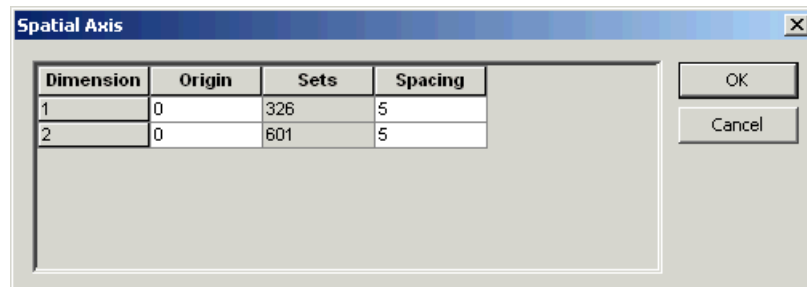 Spatial Axis
Dimension Origin Sets Spacing
1 0 326 5
2 0 601 5
OK
Cancel